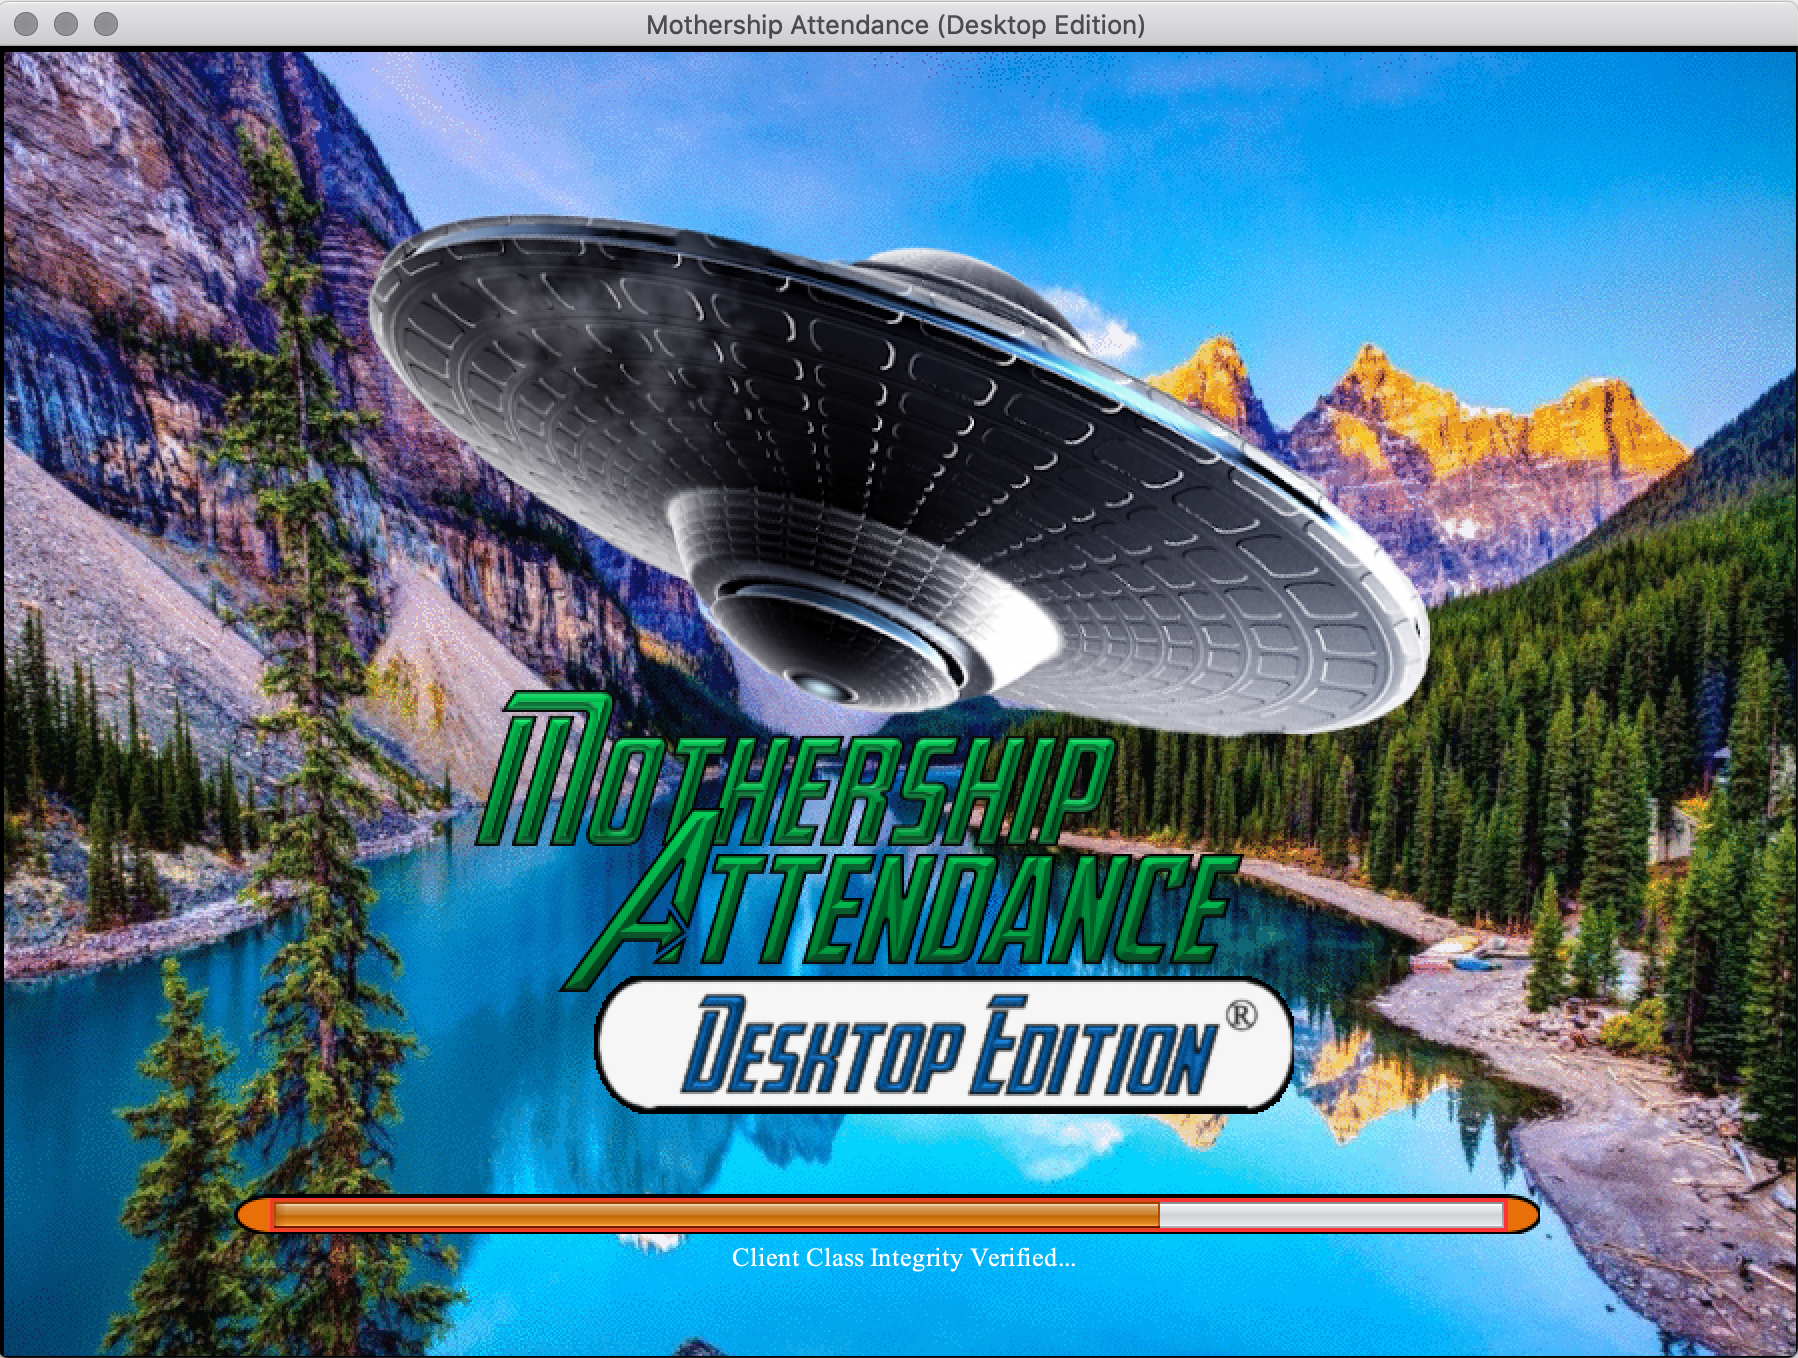 Mothership Attendance (Desktop Edition)
MOTHERSHIP
ATTENDANCE
DESKTOP EDITION®
Client Class Integrity Verified...